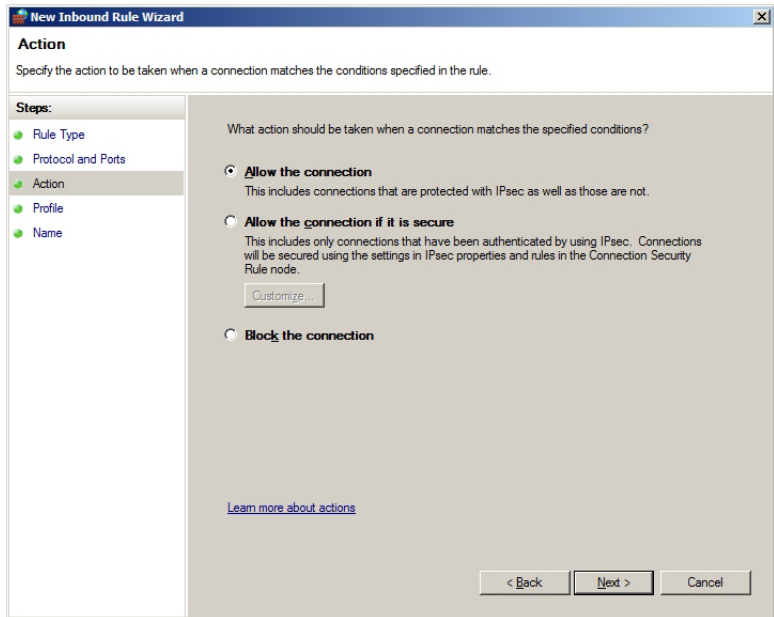 New Inbound Rule Wizard
Action
Specify the action to be taken when a connection matches the conditions specified in the rule.
Steps:
Rule Type
Protocol and Ports
Action
Profile
Name
What action should be taken when a connection matches the specified conditions?
Allow the connection
This includes connections that are protected with IPsec as well as those are not.
Allow the connection if it is secure
This includes only connections that have been authenticated by using IPsec. Connections
will be secured using the settings in IPsec properties and rules in the Connection Security
Rule node.
Customize...
Block the connection
Learn more about actions
< Back
Next >
Cancel